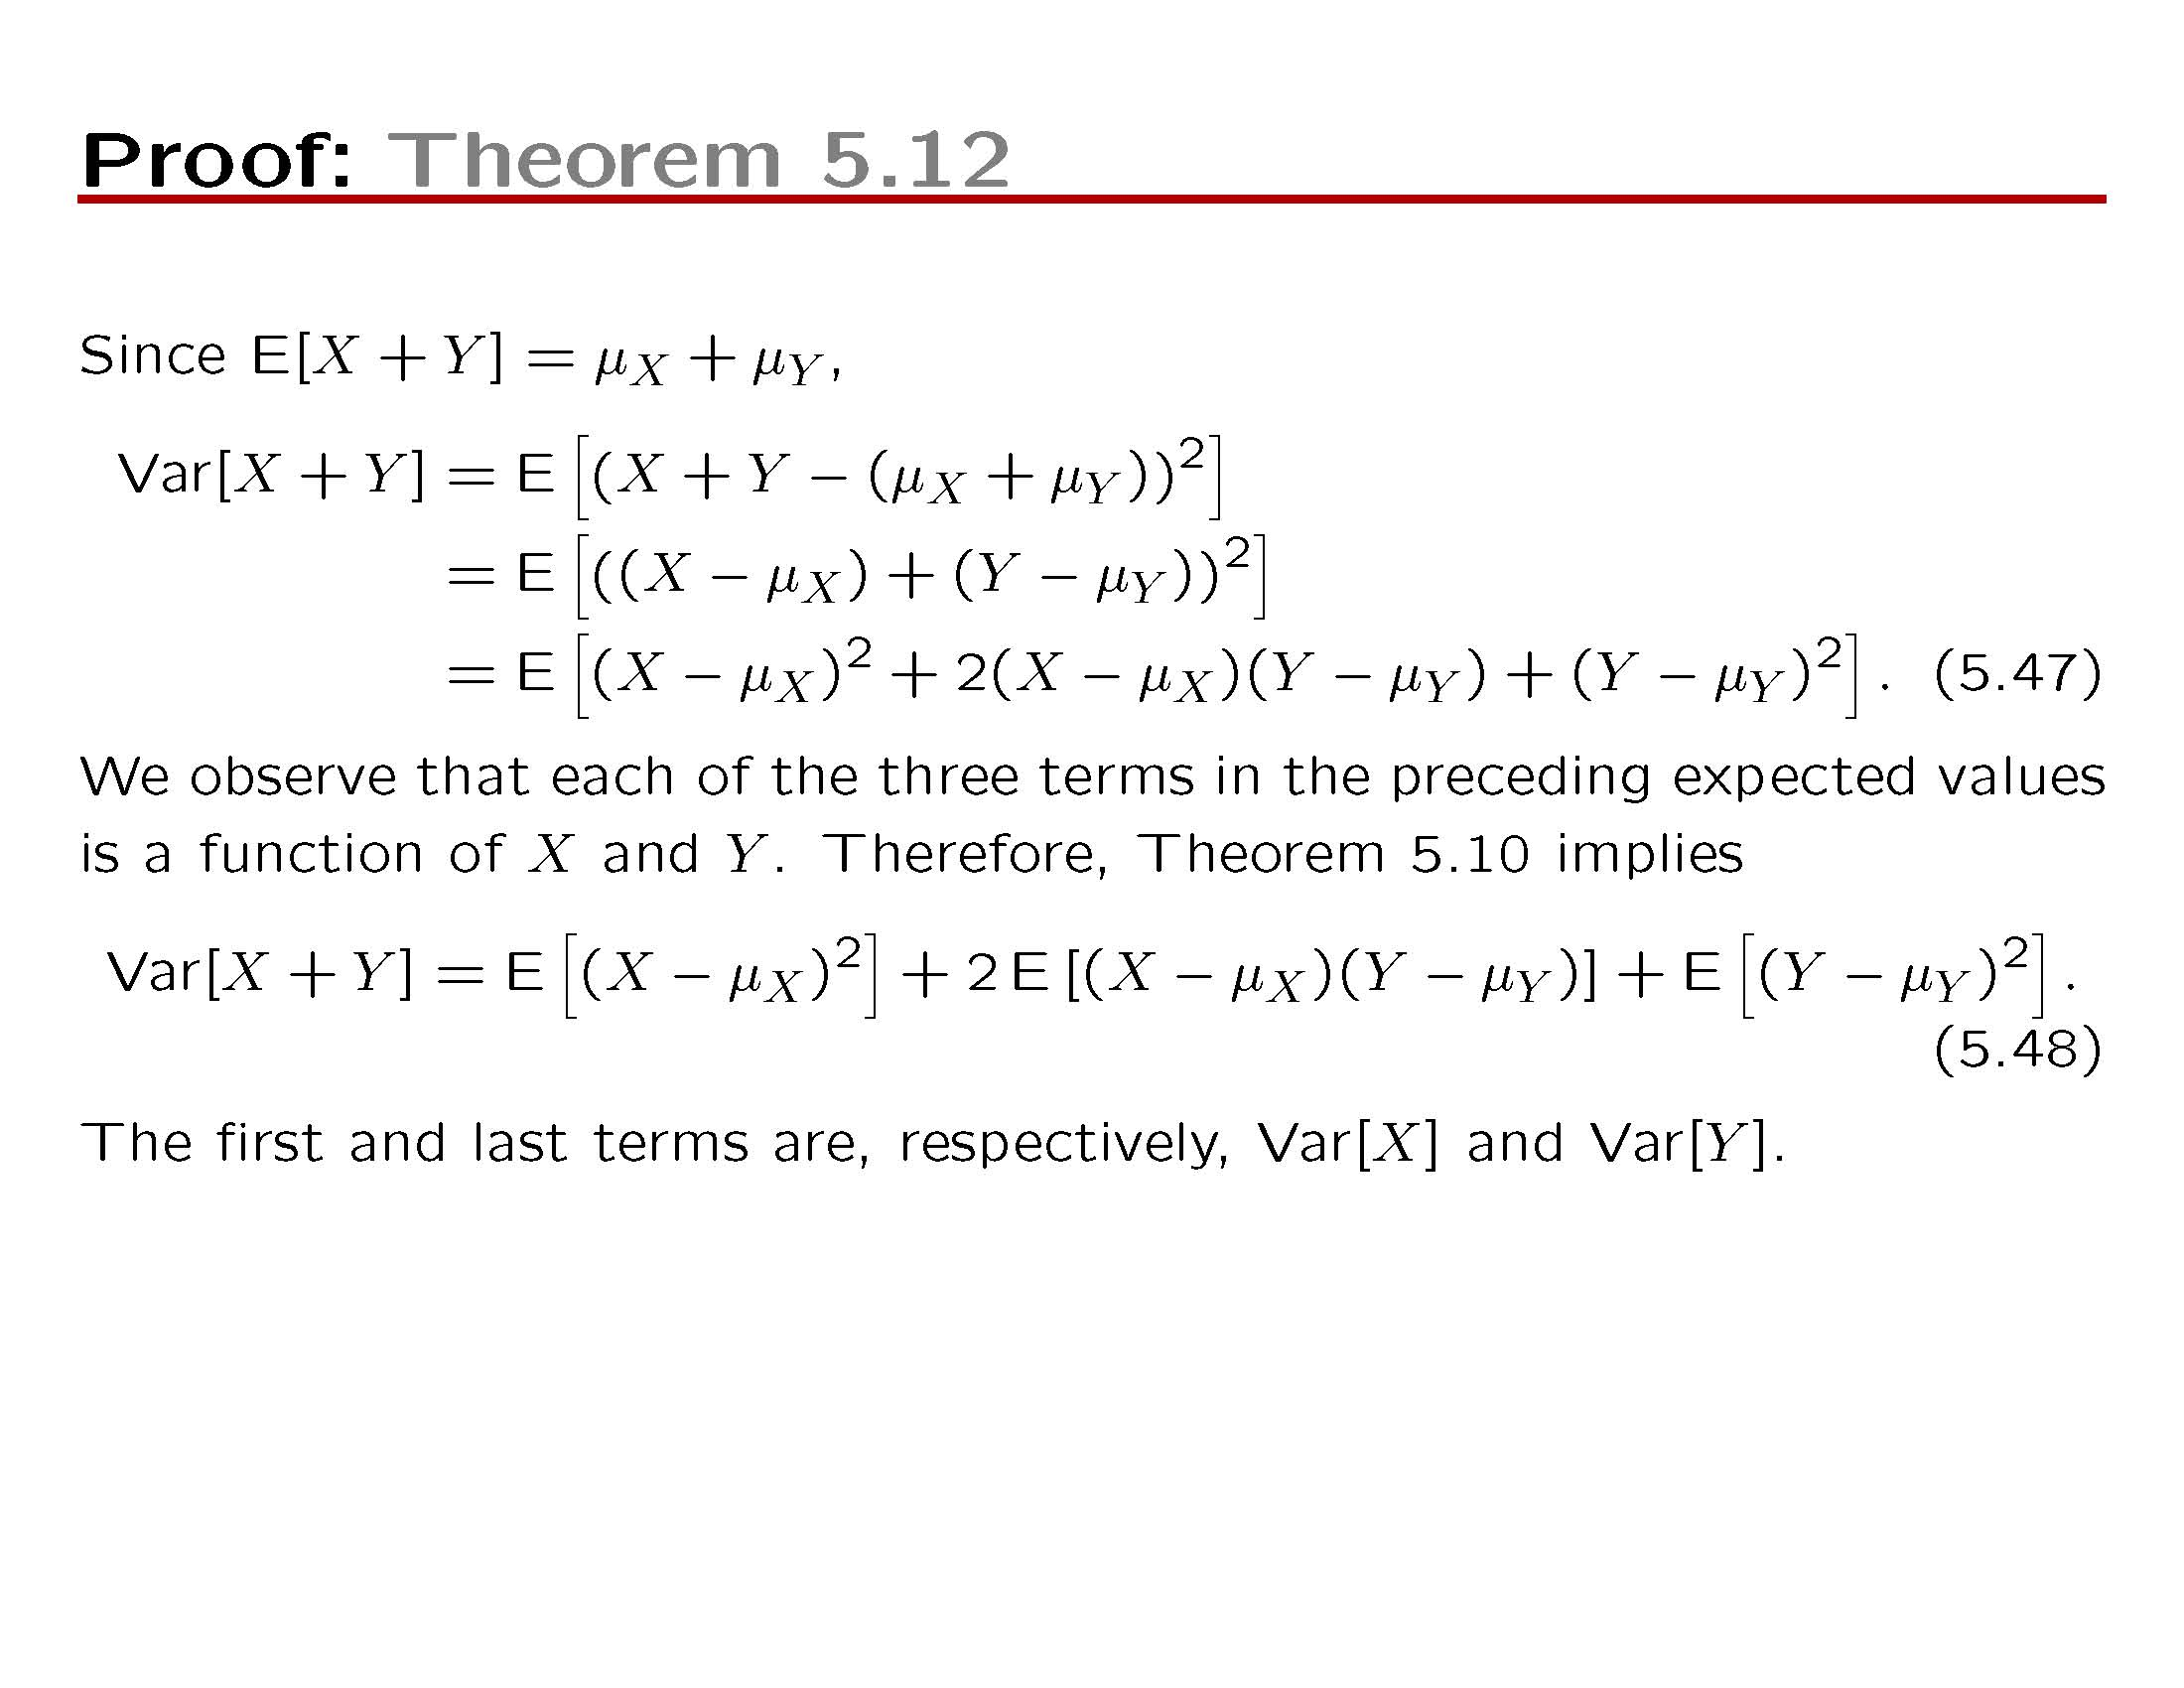 Proof: Theorem 5.12
Since E[X + Y] = μ_X + μ_Y,
Var[X + Y] = E [(X + Y − (μ_X + μ_Y))^2]
= E [((X − μ_X) + (Y − μ_Y))^2]
= E [(X − μ_X)^2 + 2(X − μ_X)(Y − μ_Y) + (Y − μ_Y)^2] . (5.47)
We observe that each of the three terms in the preceding expected values
is a function of X and Y. Therefore, Theorem 5.10 implies
Var[X + Y] = E [(X − μ_X)^2] + 2 E [(X − μ_X)(Y − μ_Y)] + E [(Y − μ_Y)^2] .
(5.48)
The first and last terms are, respectively, Var[X] and Var[Y].